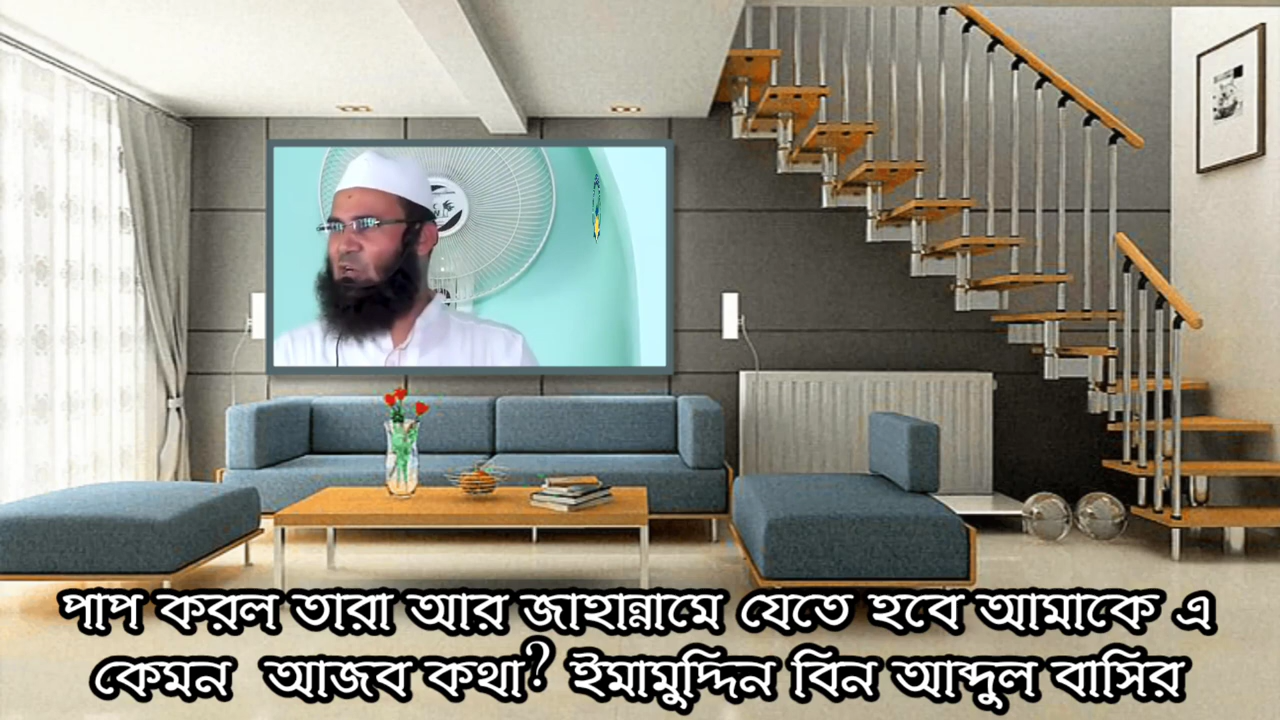 পাপ করল তারা আর জাহান্নামে যেতে হবে আমাকে এ
কেমন আজব কথা? ইমামুদ্দিন বিন আব্দুল বাসির